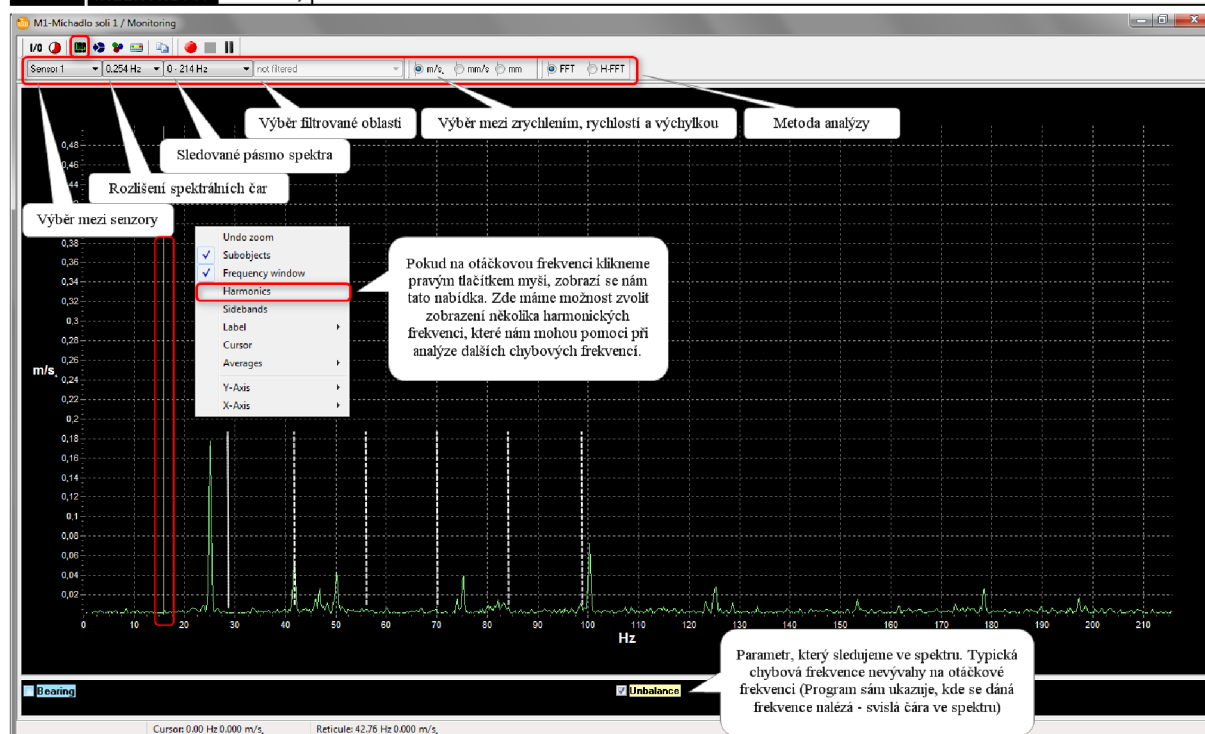 M1-Míchadlo soli 1 / Monitoring
I/O
Sensor 1
0.254 Hz
0 - 214 Hz
not filtered
m/s,
mm/s
mm
FFT
H-FFT
Výběr filtrované oblasti
Výběr mezi zrychlením, rychlostí a výchylkou
Metoda analýzy
Sledované pásmo spektra
Rozlišení spektrálních čar
Výběr mezi senzory
0,48
0,46
44
0,38
0,36
0,34
0,32
0,3
0,28
0,26
0,24
0,22
0,2
0,18
0,16
0,14
0,12
0,1
0,08
0,06
0,04
0,02
m/s,
Undo zoom
Subobjects
Frequency window
Harmonics
Sidebands
Label
Cursor
Averages
Y-Axis
X-Axis
Pokud na otáčkovou frekvenci klikneme
pravým tlačítkem myši, zobrazí se nám
tato nabídka. Zde máme možnost zvolit
zobrazení několika harmonických
frekvenci, které nám mohou pomoci při
analýze dalších chybových frekvencí.
0 10 20 30 40 50 60 70 80 90 100 110 120 130 140 150 160 170 180 190 200 210
Hz
Parametr, který sledujeme ve spektru. Typická
chybová frekvence nevývahy na otáčkové
frekvenci (Program sám ukazuje, kde se daná
frekvence nalézá - svislá čára ve spektru)
Bearing
Unbalance
Cursor: 0.00 Hz 0.000 m/s,
Reticule: 42.76 Hz 0.000 m/s,